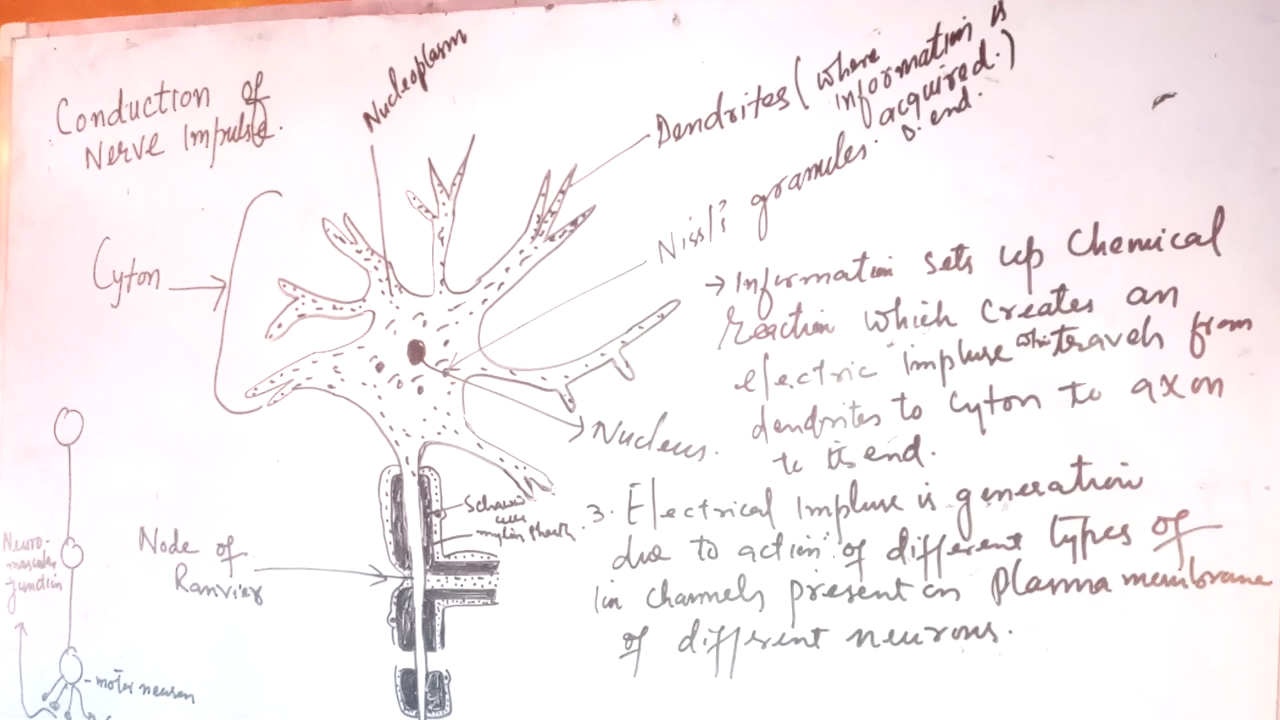 Conduction of
Nerve Impulse.
Nucleoplasm
Dendrites (where
information is
acquired.)
D. end.
Nissl's granules.
Cyton
→ Information sets up Chemical
reaction which creates an
electric impluse which travels from
dendrites to cyton to axon
to its end.
Nucleus.
Schwann
cell
mylin sheath
Node of
Ranvier
3. Electrical Impluse is generation
due to action of different types of
ion channels present on Plasma membrane
of different neurons.
Neuro-
muscular
junction
motor neuron